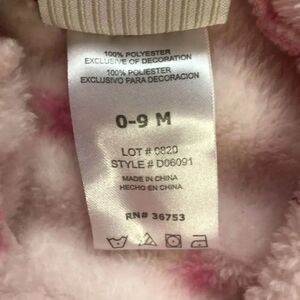 100% POLYESTER
EXCLUSIVE OF DECORATION
100% POLIESTER
EXCLUSIVO PARA DECORACION
0-9 M
LOT # 0820
STYLE # D06091
MADE IN CHINA
HECHO EN CHINA
RN# 36753